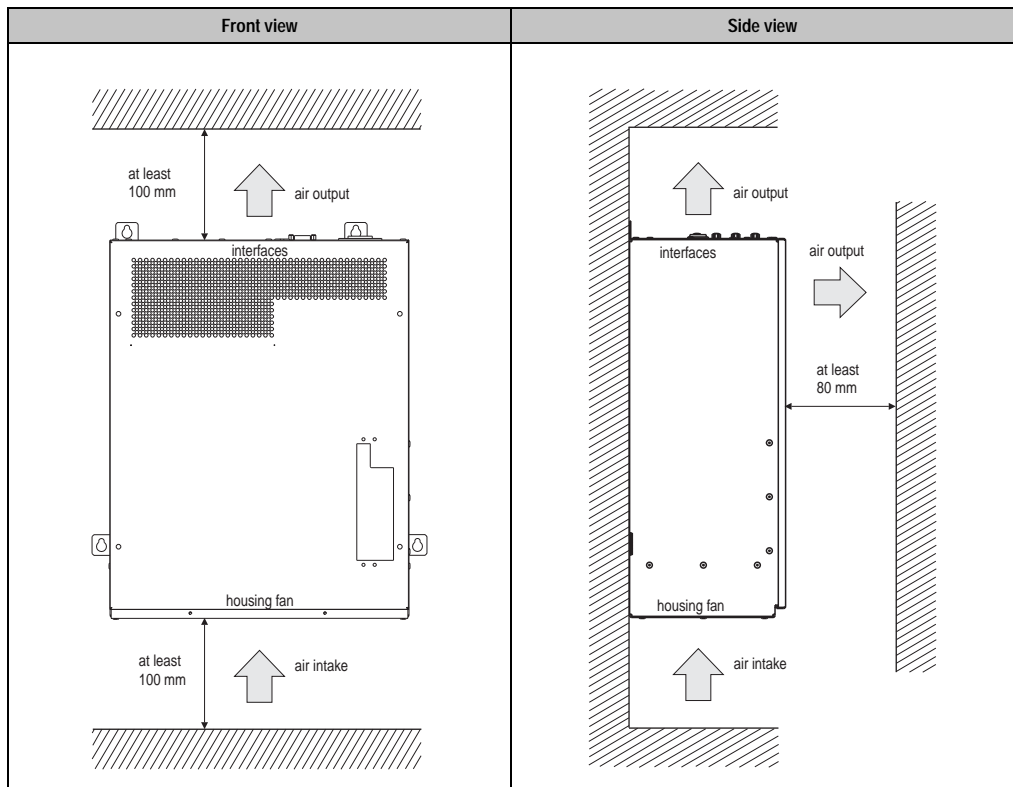 Front view
Side view
at least
100 mm
air output
interfaces
housing fan
at least
100 mm
air intake
air output
interfaces
air output
at least
80 mm
housing fan
air intake